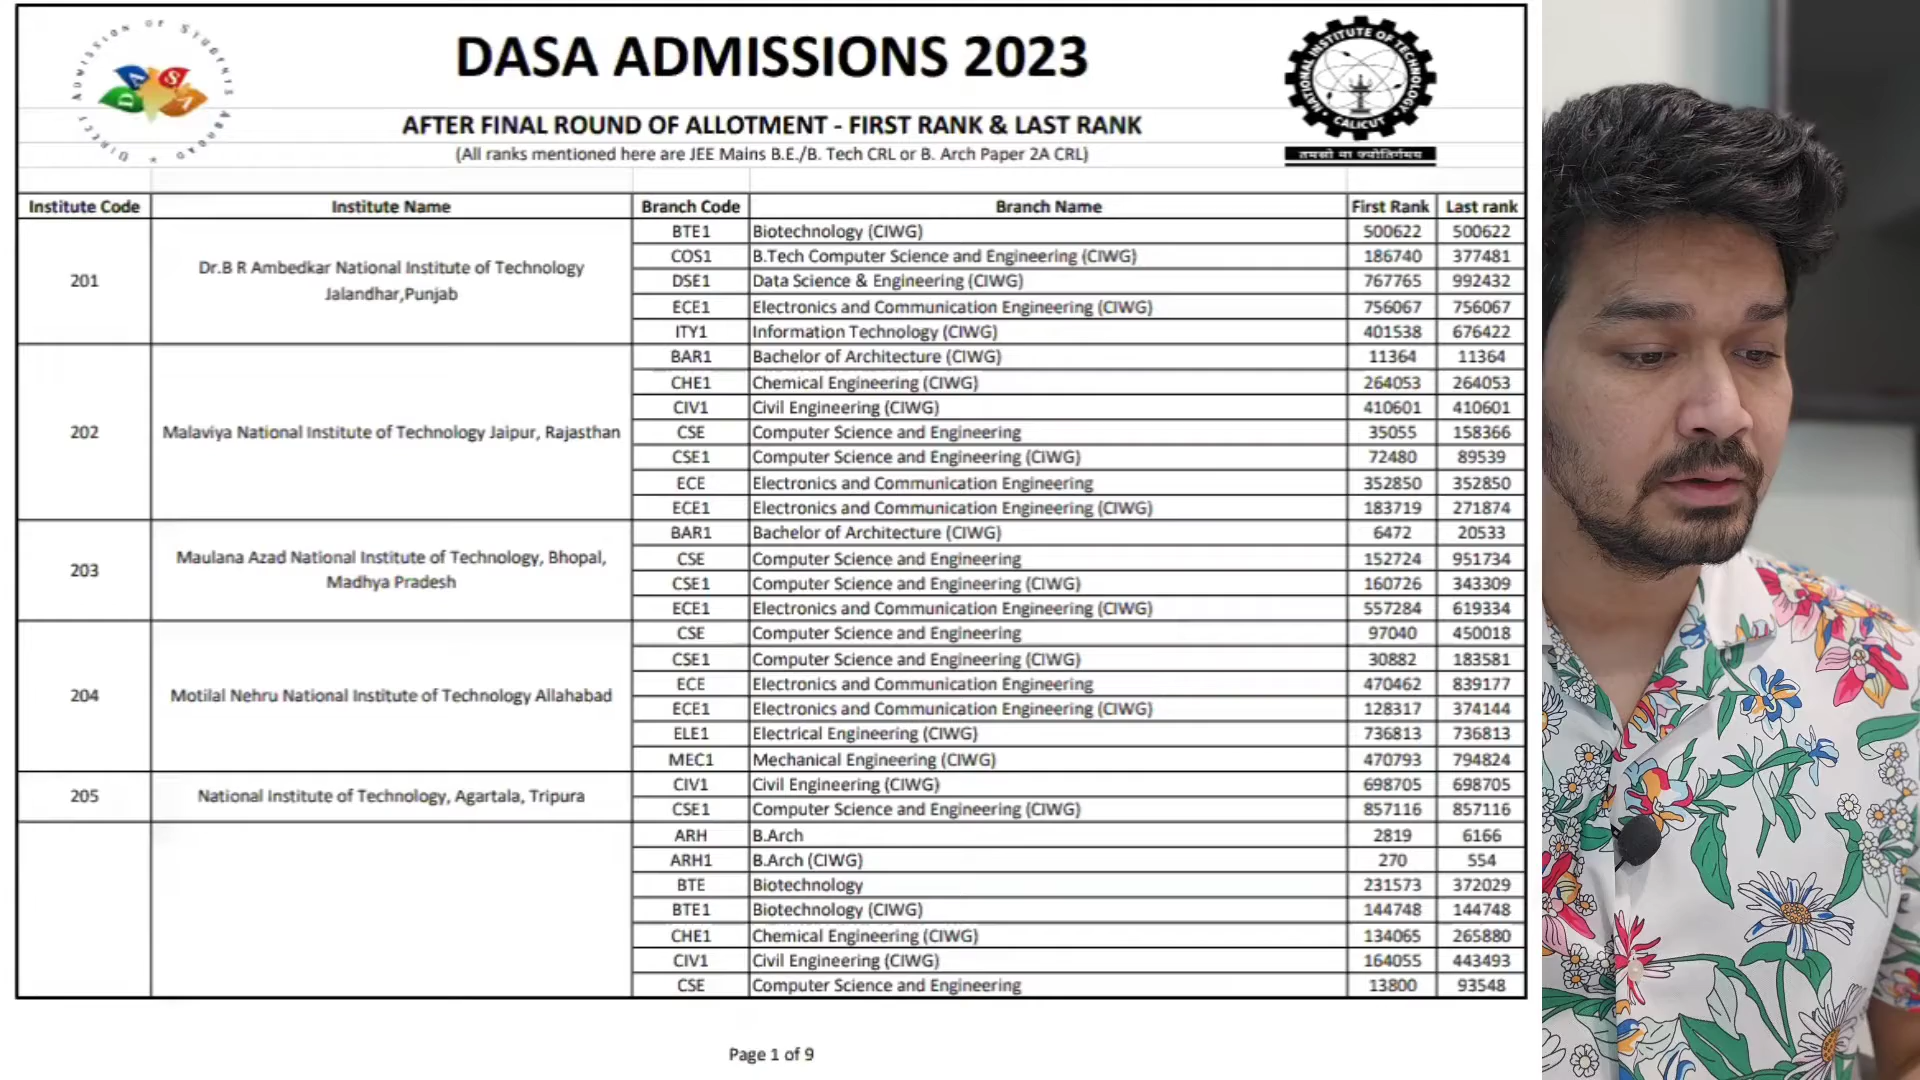 DIRECT ADMISSION OF STUDENTS ABROAD
DASA
DASA ADMISSIONS 2023
AFTER FINAL ROUND OF ALLOTMENT - FIRST RANK & LAST RANK
(All ranks mentioned here are JEE Mains B.E./B. Tech CRL or B. Arch Paper 2A CRL)
NATIONAL INSTITUTE OF TECHNOLOGY
CALICUT
तमसो मा ज्योतिर्गमय
Institute Code Institute Name Branch Code Branch Name First Rank Last rank
201 Dr.B R Ambedkar National Institute of Technology
Jalandhar,Punjab
BTE1 Biotechnology (CIWG) 500622 500622
COS1 B.Tech Computer Science and Engineering (CIWG) 186740 377481
DSE1 Data Science & Engineering (CIWG) 767765 992432
ECE1 Electronics and Communication Engineering (CIWG) 756067 756067
ITY1 Information Technology (CIWG) 401538 676422
202 Malaviya National Institute of Technology Jaipur, Rajasthan
BAR1 Bachelor of Architecture (CIWG) 11364 11364
CHE1 Chemical Engineering (CIWG) 264053 264053
CIV1 Civil Engineering (CIWG) 410601 410601
CSE Computer Science and Engineering 35055 158366
CSE1 Computer Science and Engineering (CIWG) 72480 89539
ECE Electronics and Communication Engineering 352850 352850
ECE1 Electronics and Communication Engineering (CIWG) 183719 271874
203 Maulana Azad National Institute of Technology, Bhopal,
Madhya Pradesh
BAR1 Bachelor of Architecture (CIWG) 6472 20533
CSE Computer Science and Engineering 152724 951734
CSE1 Computer Science and Engineering (CIWG) 160726 343309
ECE1 Electronics and Communication Engineering (CIWG) 557284 619334
204 Motilal Nehru National Institute of Technology Allahabad
CSE Computer Science and Engineering 97040 450018
CSE1 Computer Science and Engineering (CIWG) 30882 183581
ECE Electronics and Communication Engineering 470462 839177
ECE1 Electronics and Communication Engineering (CIWG) 128317 374144
ELE1 Electrical Engineering (CIWG) 736813 736813
MEC1 Mechanical Engineering (CIWG) 470793 794824
205 National Institute of Technology, Agartala, Tripura
CIV1 Civil Engineering (CIWG) 698705 698705
CSE1 Computer Science and Engineering (CIWG) 857116 857116
ARH B.Arch 2819 6166
ARH1 B.Arch (CIWG) 270 554
BTE Biotechnology 231573 372029
BTE1 Biotechnology (CIWG) 144748 144748
CHE1 Chemical Engineering (CIWG) 134065 265880
CIV1 Civil Engineering (CIWG) 164055 443493
CSE Computer Science and Engineering 13800 93548
Page 1 of 9